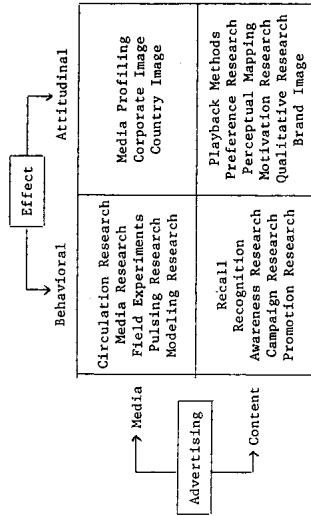 Effect
Behavioral
Attitudinal
Advertising
Media
Circulation Research
Media Research
Field Experiments
Pulsing Research
Modeling Research
Media Profiling
Corporate Image
Country Image
Content
Recall
Recognition
Awareness Research
Campaign Research
Promotion Research
Playback Methods
Preference Research
Perceptual Mapping
Motivation Research
Qualitative Research
Brand Image